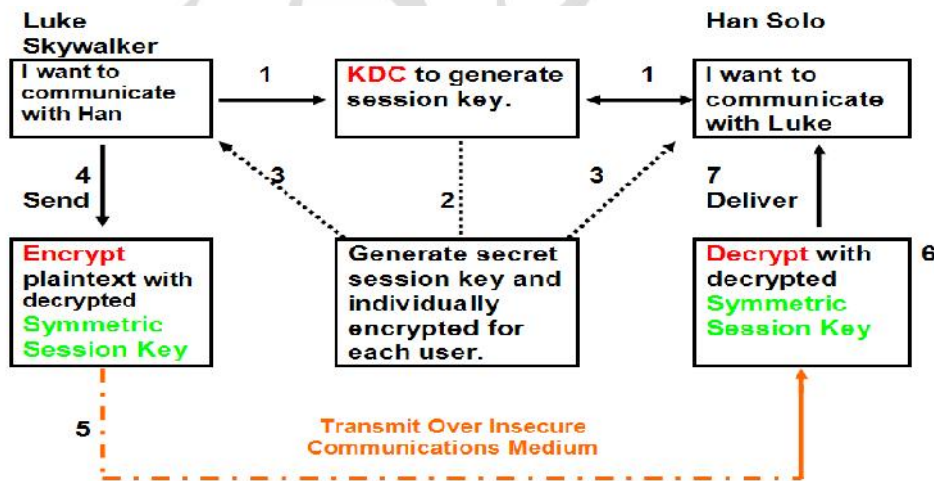 Luke
Skywalker
Han Solo
I want to
communicate
with Han
1
KDC to generate
session key.
1
I want to
communicate
with Luke
4
Send
3
2
3
7
Deliver
Encrypt
plaintext with
decrypted
Symmetric
Session Key
Generate secret
session key and
individually
encrypted for
each user.
Decrypt with
decrypted
Symmetric
Session Key
6
5
Transmit Over Insecure
Communications Medium